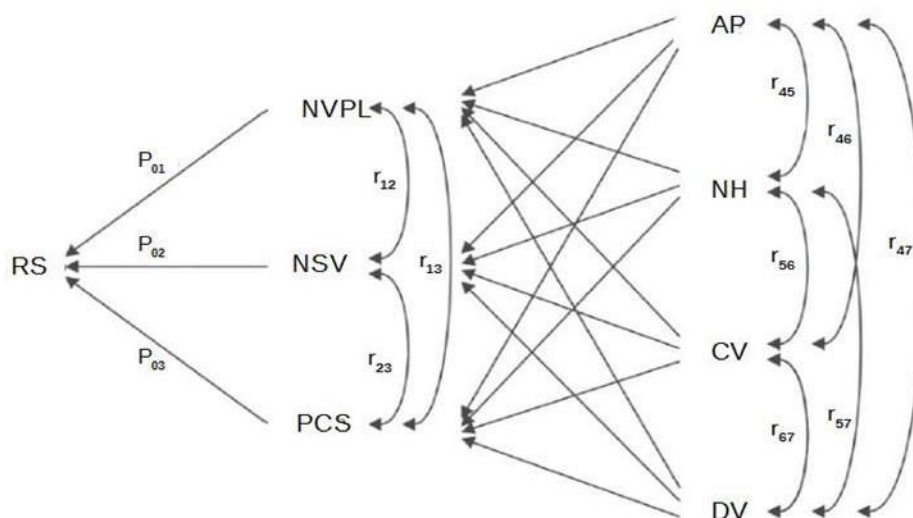 AP
r45
r46
NVPL
P01
r12
NH
r47
P02
RS
NSV
r13
r56
P03
r23
CV
PCS
r67
r57
DV